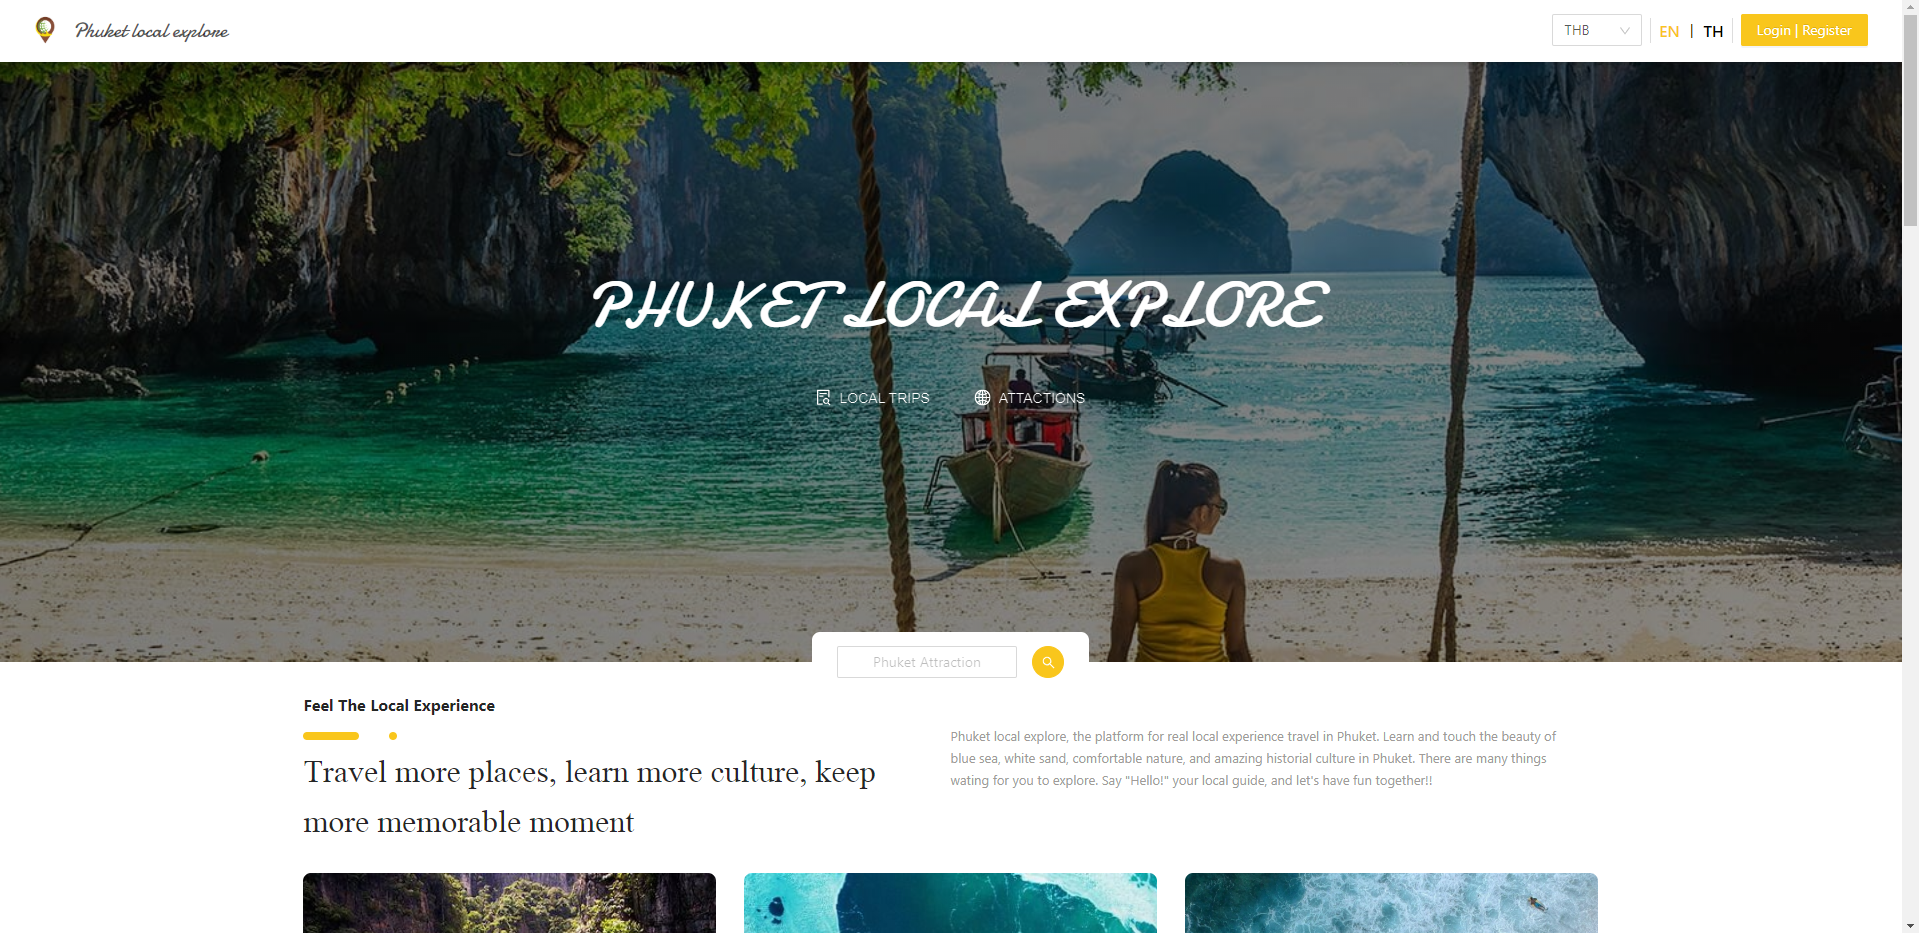 Phuket local explore
THB
EN | TH
Login | Register
PHUKET LOCAL EXPLORE
LOCAL TRIPS
ATTACTIONS
Phuket Attraction
Feel The Local Experience
Travel more places, learn more culture, keep
more memorable moment
Phuket local explore, the platform for real local experience travel in Phuket. Learn and touch the beauty of
blue sea, white sand, comfortable nature, and amazing historial culture in Phuket. There are many things
wating for you to explore. Say "Hello!" your local guide, and let's have fun together!!